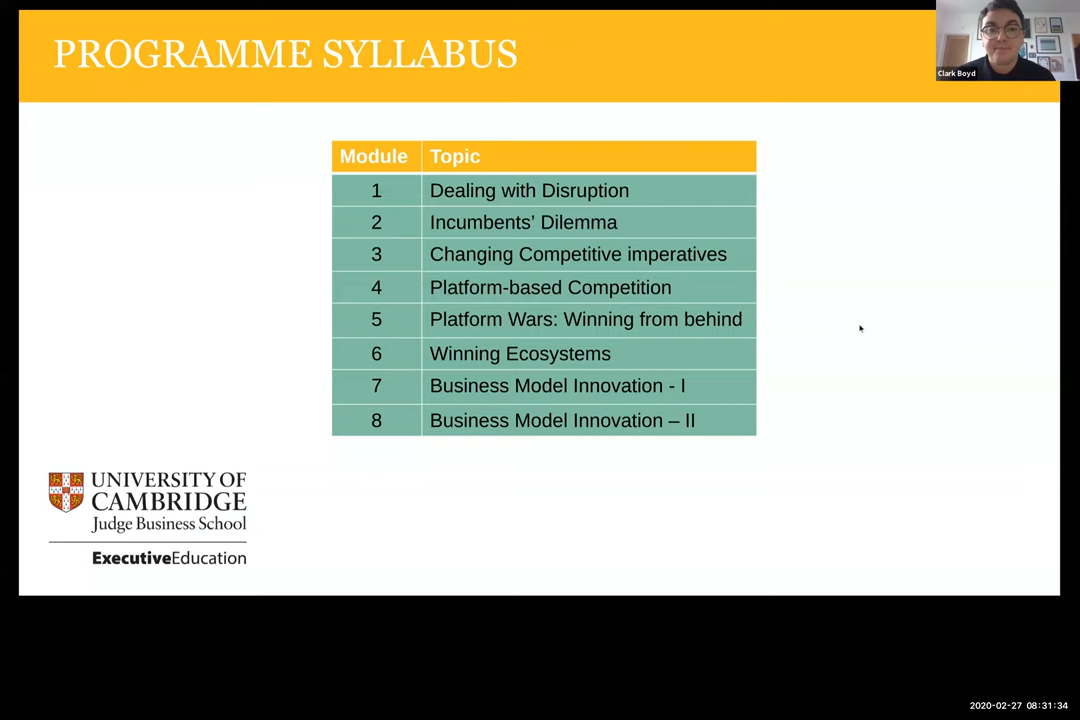 PROGRAMME SYLLABUS
Clark Boyd
Module Topic
1 Dealing with Disruption
2 Incumbents’ Dilemma
3 Changing Competitive imperatives
4 Platform-based Competition
5 Platform Wars: Winning from behind
6 Winning Ecosystems
7 Business Model Innovation - I
8 Business Model Innovation – II
UNIVERSITY OF
CAMBRIDGE
Judge Business School
ExecutiveEducation
2020-02-27 08:31:34